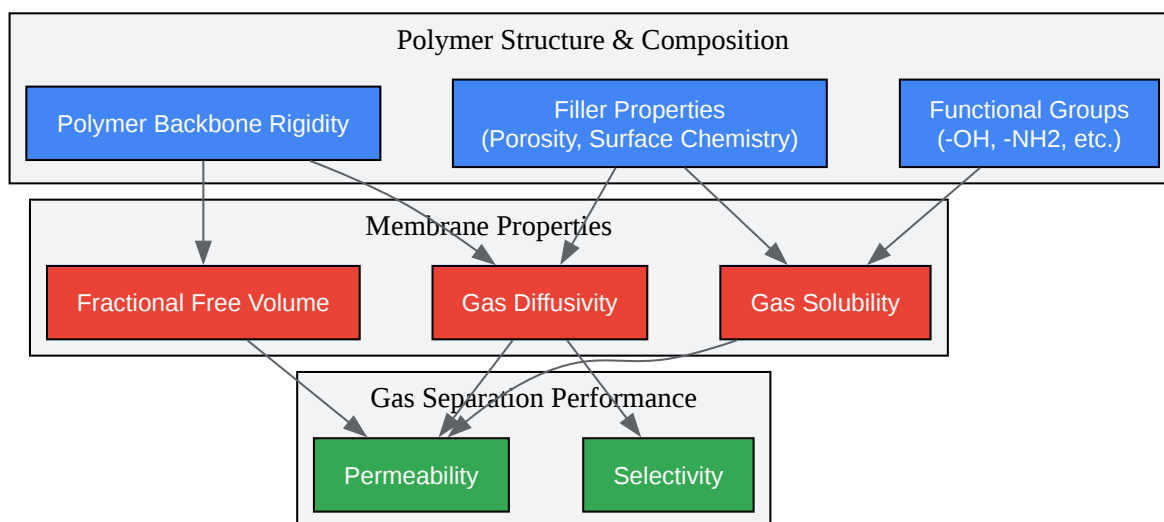 Polymer Structure & Composition
Polymer Backbone Rigidity
Filler Properties
(Porosity, Surface Chemistry)
Functional Groups
(-OH, -NH2, etc.)
Membrane Properties
Fractional Free Volume
Gas Diffusivity
Gas Solubility
Gas Separation Performance
Permeability
Selectivity